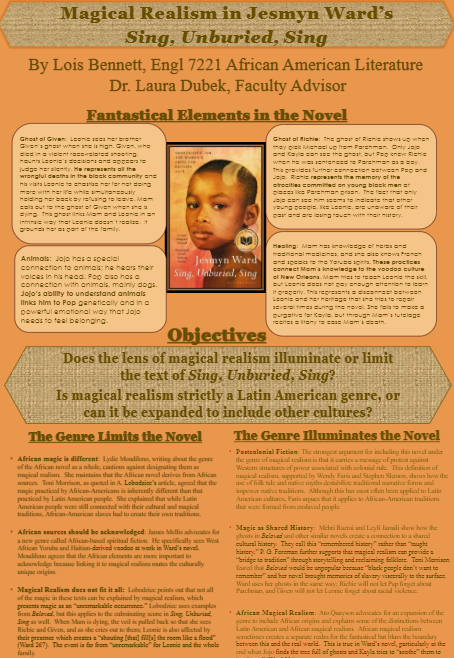 Magical Realism in Jesmyn Ward's
Sing, Unburied, Sing
By Lois Bennett, Engl 7221 African American Literature
Dr. Laura Dubek, Faculty Advisor
Fantastical Elements in the Novel
Ghost of Given: Leonie sees her brother
Given's ghost when she is high. Given, who
died in a violent race-related shooting,
haunts Leonie's decisions and appears to
judge her silently. He represents all the
wrongful deaths in the black community and
his visits Leonie to chastise her for not doing
more with her life while simultaneously
holding her back by refusing to leave. Mam
calls out to the ghost of Given when she is
dying. This ghost links Mam and Leonie in an
intrinsic way that Leonie doesn't realize. It
grounds her as part of the family.
Animals: Jojo has a special
connection to animals; he hears their
voices in his head. Pop also has a
connection with animals, mainly dogs.
Jojo's ability to understand animals
links him to Pop genetically and in a
powerful emotional way that Jojo
needs to feel belonging.
Jesmyn Ward
Sing, Unburied, Sing
Ghost of Richie: The ghost of Richie shows up when
they pick Michael up from Parchman. Only Jojo
and Kayla can see the ghost, but Pop knew Richie
when he was sentenced to Parchman as a boy.
This provides further connection between Pop and
Jojo. Richie represents the memory of the
atrocities committed on young black men at
places like Parchman prison. The fact that only
Jojo can see him seems to indicate that other
young people, like Leonie, are unaware of their
past and are losing touch with their history.
Healing: Mam has knowledge of herbs and
traditional medicines, and she also knows French
and speaks to the Yoruba spirits. These practices
connect Mam's knowledge to the voodoo culture
of New Orleans. Mam tries to teach Leonie the skill,
but Leonie does not pay enough attention to learn
it properly. This represents a disconnect between
Leonie and her heritage that she tries to repair
several times during the novel. She fails to make a
purgative for Kayla, but through Mam's tutelage
recites a litany to ease Mam's death.
Objectives
Does the lens of magical realism illuminate or limit
the text of Sing, Unburied, Sing?
Is magical realism strictly a Latin American genre, or
can it be expanded to include other cultures?
The Genre Limits the Novel
• African magic is different: Lydie Moudileno, writing about the genre
of the African novel as a whole, cautions against designating them as
magical realism. She maintains that the African novel derives from African
sources. Toni Morrison, as quoted in A. Lobodziec's article, agreed that the
magic practiced by African-Americans is inherently different than that
practiced by Latin American people. She explained that while Latin
American people were still connected with their cultural and magical
traditions, African-American slaves had to create their own traditions.
• African sources should be acknowledged: James Mellis advocates for
a new genre called African-based spiritual fiction. He specifically sees West
African Yoruba and Haitian-derived voodoo at work in Ward's novel.
Moudileno agrees that the African elements are more important to
acknowledge because linking it to magical realism mutes the culturally
unique origins.
• Magical Realism does not fit it all: Lobodziec points out that not all
of the magic in these texts can be explained by magical realism, which
presents magic as an "unremarkable occurrence." Lobodziec uses examples
from Beloved, but this applies to the culminating scene in Sing, Unburied,
Sing as well. When Mam is dying, the veil is pulled back so that she sees
Richie and Given, and as she cries out to them; Leonie is also affected by
their presence which creates a "shouting [that] fill[s] the room like a flood"
(Ward 267). The event is far from "unremarkable" for Leonie and the whole
family.
The Genre Illuminates the Novel
• Postcolonial Fiction: The strongest argument for including this novel under
the genre of magical realism is that it carries a message of protest against
Western structures of power associated with colonial rule. This definition of
magical realism, supported by Wendy Faris and Stephen Slemon, shows how the
use of folk tale and native myths destabilize traditional narrative forms and
empower native traditions. Although this has most often been applied to Latin
American cultures, Faris argues that it applies to African-American traditions
that were formed from enslaved people.
• Magic as Shared History: Mehri Razmi and Leyli Jamali show how the
ghosts in Beloved and other similar novels create a connection to a shared
cultural history. They call this "remembered history" rather than "taught
history." P. G. Foreman further suggests that magical realism can provide a
"bridge to tradition" through storytelling and reclaiming folklore. Toni Morrison
feared that Beloved would be unpopular because "black people don't want to
remember" and her novel brought memories of slavery viscerally to the surface.
Ward uses her ghosts in the same way; Richie will not let Pop forget about
Parchman, and Given will not let Leonie forget about racial violence.
• African Magical Realism: Ato Quayson advocates for an expansion of the
genre to include African origins and explains some of the distinctions between
Latin American and African magical realism. African magical realism
sometimes creates a separate realm for the fantastical but blurs the boundary
between this and the real world. This is true in Ward's novel, particularly at the
end when Jojo finds the tree full of ghosts and Kayla tries to "soothe" them to